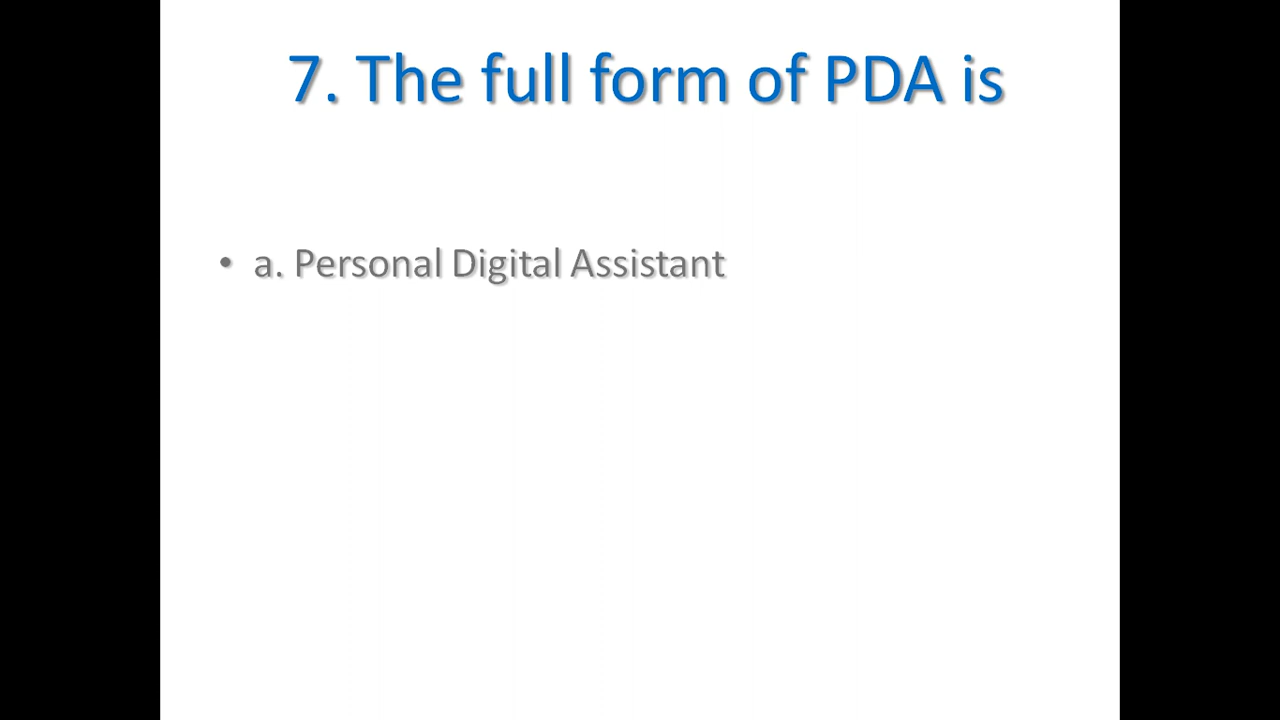 7. The full form of PDA is
• a. Personal Digital Assistant